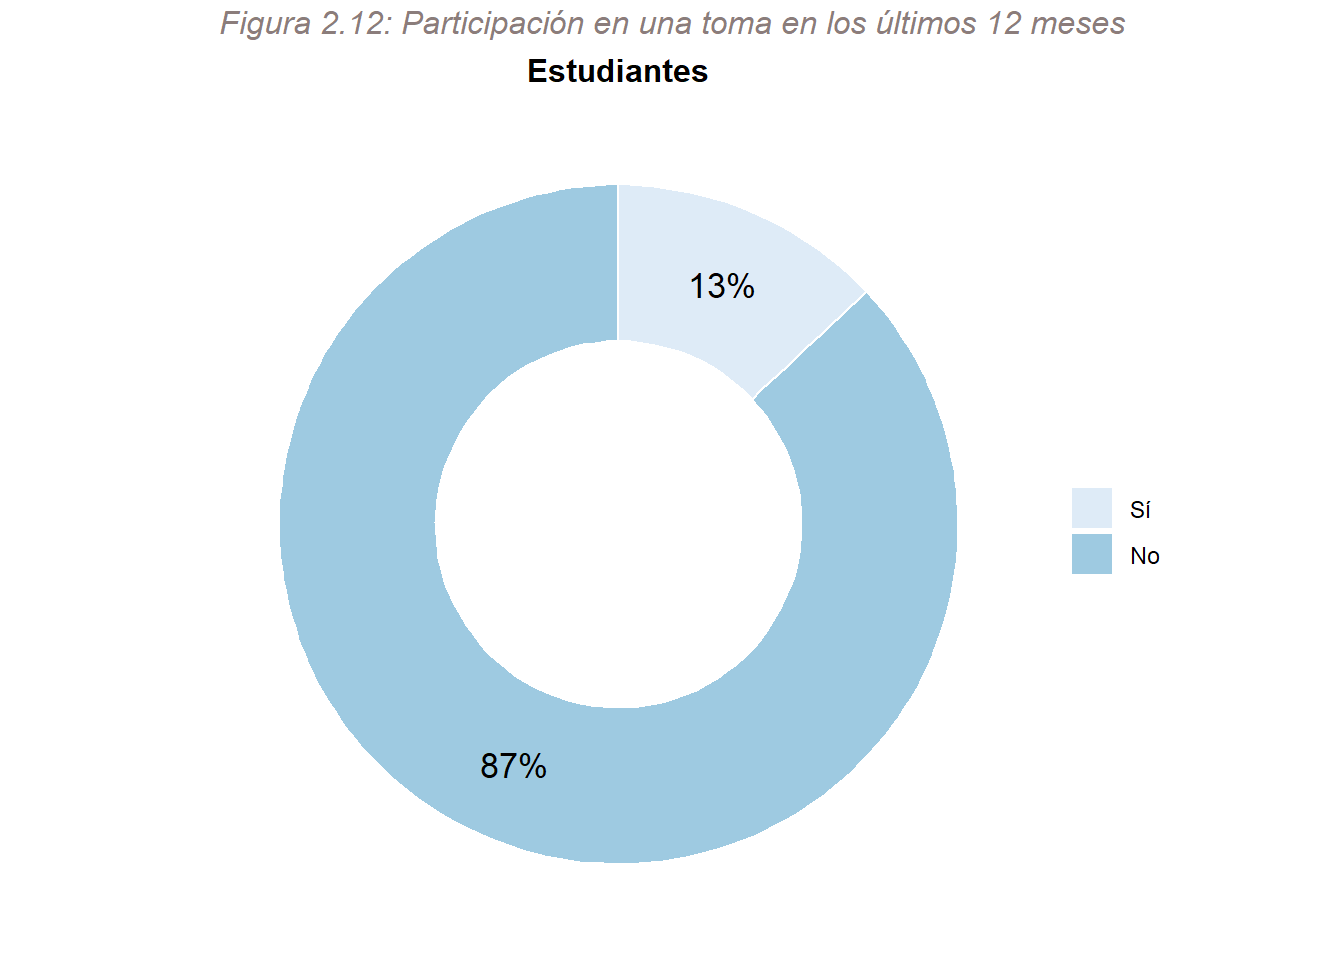 Figura 2.12: Participación en una toma en los últimos 12 meses
Estudiantes
13%
Sí
No
87%